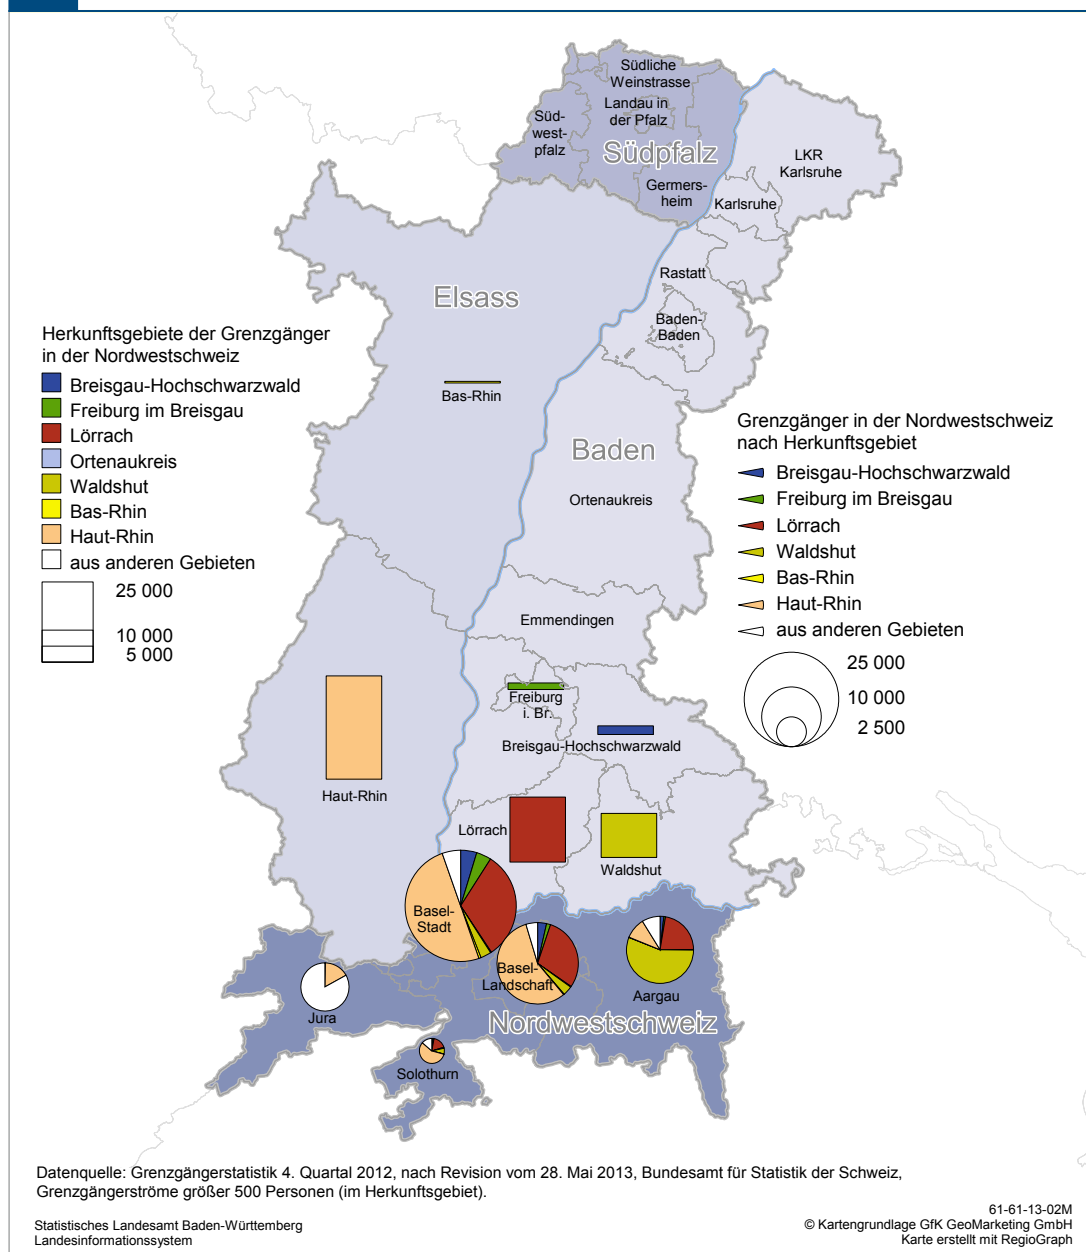 Südliche
Weinstrasse
Landau in
der Pfalz
Süd-
west-
pfalz
Südpfalz
Germers-
heim
LKR
Karlsruhe
Karlsruhe
Rastatt
Baden-
Baden
Elsass
Bas-Rhin
Baden
Ortenaukreis
Emmendingen
Freiburg
i. Br.
Breisgau-Hochschwarzwald
Haut-Rhin
Lörrach
Waldshut
Basel-
Stadt
Basel-
Landschaft
Aargau
Jura
Nordwestschweiz
Solothurn
Herkunftsgebiete der Grenzgänger
in der Nordwestschweiz
Breisgau-Hochschwarzwald
Freiburg im Breisgau
Lörrach
Ortenaukreis
Waldshut
Bas-Rhin
Haut-Rhin
aus anderen Gebieten
25 000
10 000
5 000
Grenzgänger in der Nordwestschweiz
nach Herkunftsgebiet
Breisgau-Hochschwarzwald
Freiburg im Breisgau
Lörrach
Waldshut
Bas-Rhin
Haut-Rhin
aus anderen Gebieten
25 000
10 000
2 500
Datenquelle: Grenzgängerstatistik 4. Quartal 2012, nach Revision vom 28. Mai 2013, Bundesamt für Statistik der Schweiz,
Grenzgängerströme größer 500 Personen (im Herkunftsgebiet).
Statistisches Landesamt Baden-Württemberg
Landesinformationssystem
61-61-13-02M
© Kartengrundlage GfK GeoMarketing GmbH
Karte erstellt mit RegioGraph